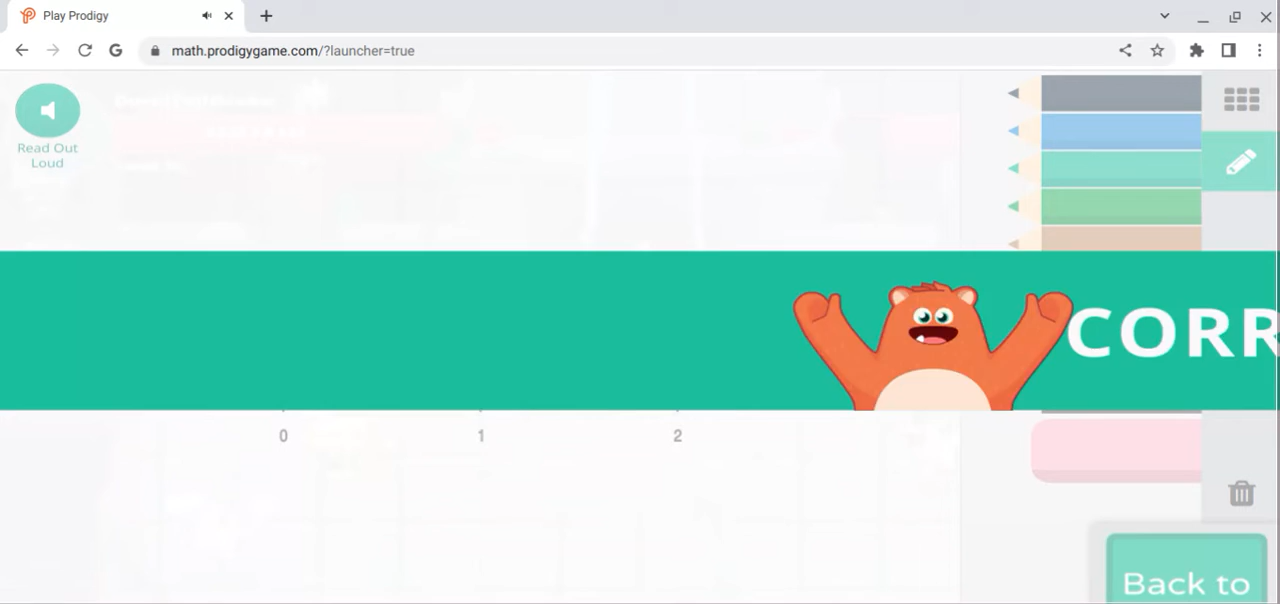 Play Prodigy
math.prodigygame.com/?launcher=true
Read Out
Loud
CORR
0 1 2
Back to